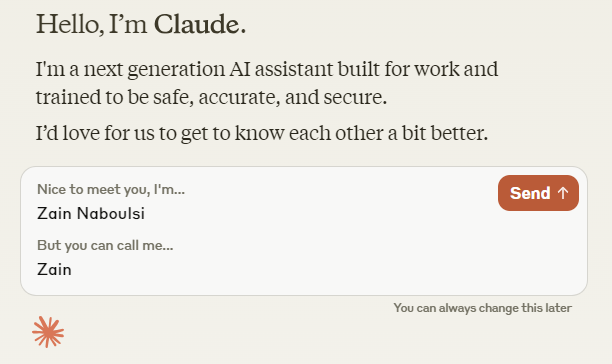 Hello, I’m Claude.
I'm a next generation AI assistant built for work and
trained to be safe, accurate, and secure.
I’d love for us to get to know each other a bit better.
Nice to meet you, I'm...
Send ↑
Zain Naboulsi
But you can call me...
Zain
You can always change this later